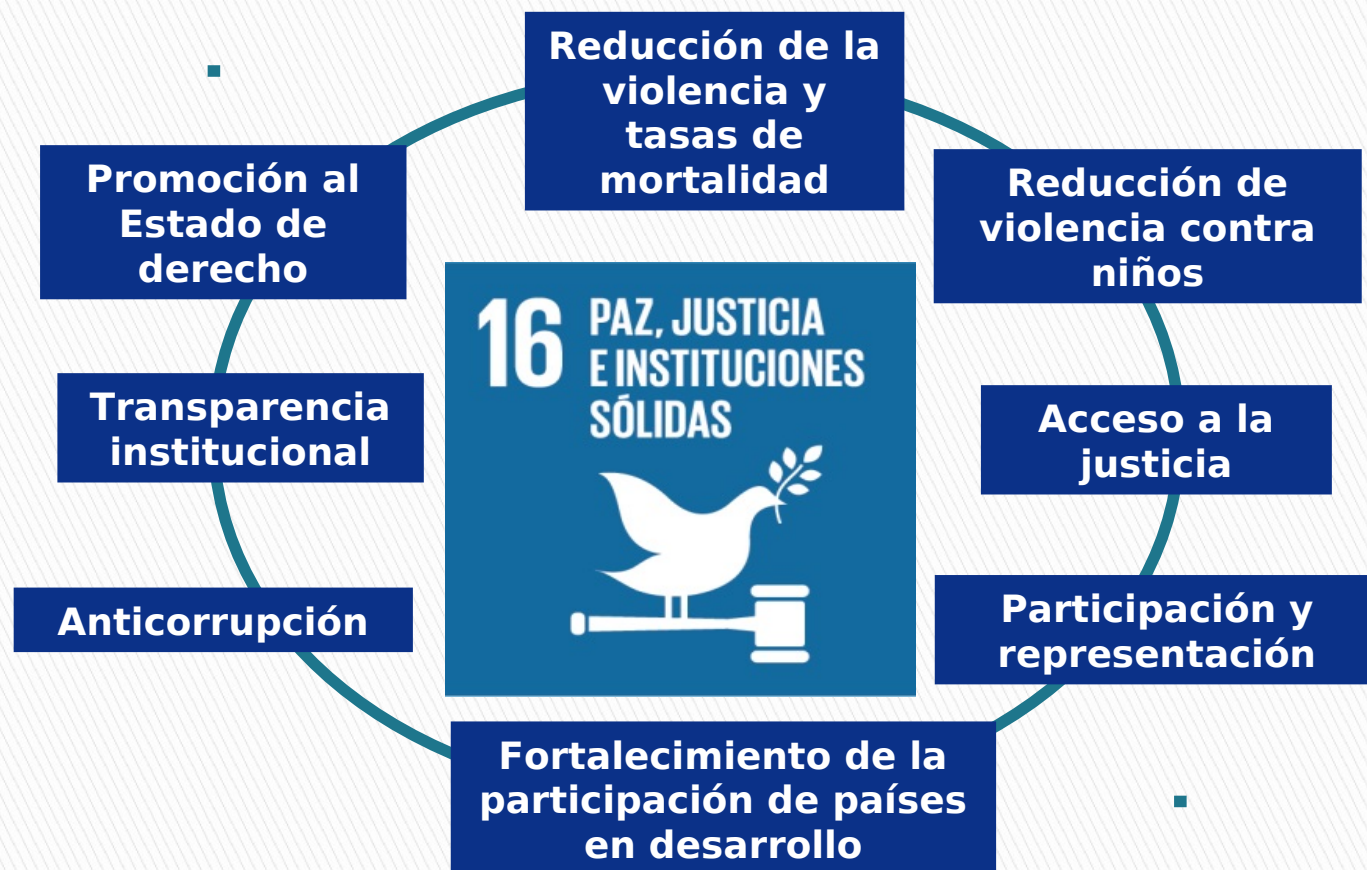 Reducción de la
violencia y
tasas de
mortalidad
Promoción al
Estado de
derecho
Reducción de
violencia contra
niños
16 PAZ, JUSTICIA
E INSTITUCIONES
SÓLIDAS
Transparencia
institucional
Acceso a la
justicia
Anticorrupción
Participación y
representación
Fortalecimiento de la
participación de países
en desarrollo